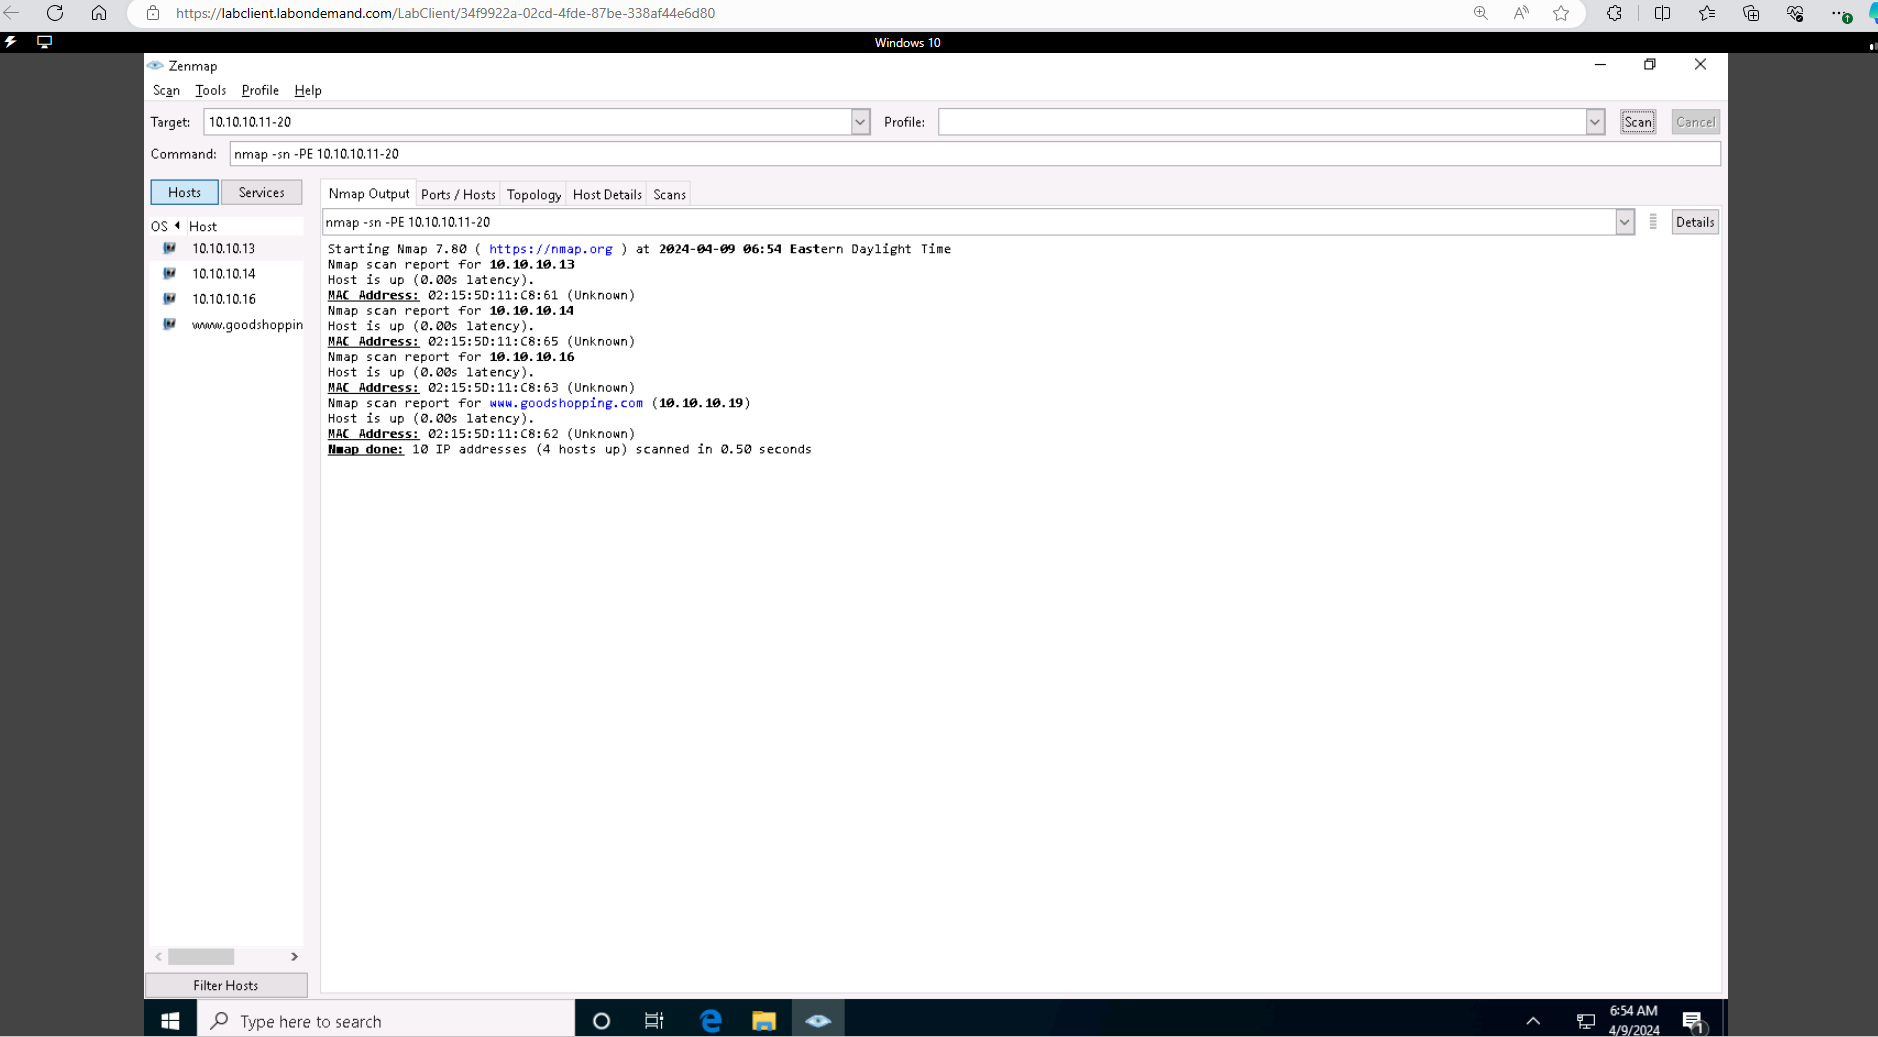 https://labclient.labondemand.com/LabClient/34f9922a-02cd-4fde-87be-338af44e6d80
Windows 10
Zenmap
Scan Tools Profile Help
Target: 10.10.10.11-20 Profile: Scan Cancel
Command: nmap -sn -PE 10.10.10.11-20
Hosts Services Nmap Output Ports / Hosts Topology Host Details Scans
nmap -sn -PE 10.10.10.11-20 Details
OS Host
10.10.10.13
10.10.10.14
10.10.10.16
www.goodshoppin
Starting Nmap 7.80 ( https://nmap.org ) at 2024-04-09 06:54 Eastern Daylight Time
Nmap scan report for 10.10.10.13
Host is up (0.00s latency).
MAC Address: 02:15:5D:11:C8:61 (Unknown)
Nmap scan report for 10.10.10.14
Host is up (0.00s latency).
MAC Address: 02:15:5D:11:C8:65 (Unknown)
Nmap scan report for 10.10.10.16
Host is up (0.00s latency).
MAC Address: 02:15:5D:11:C8:63 (Unknown)
Nmap scan report for www.goodshopping.com (10.10.10.19)
Host is up (0.00s latency).
MAC Address: 02:15:5D:11:C8:62 (Unknown)
Nmap done: 10 IP addresses (4 hosts up) scanned in 0.50 seconds
Filter Hosts
Type here to search
6:54 AM
4/9/2024
1